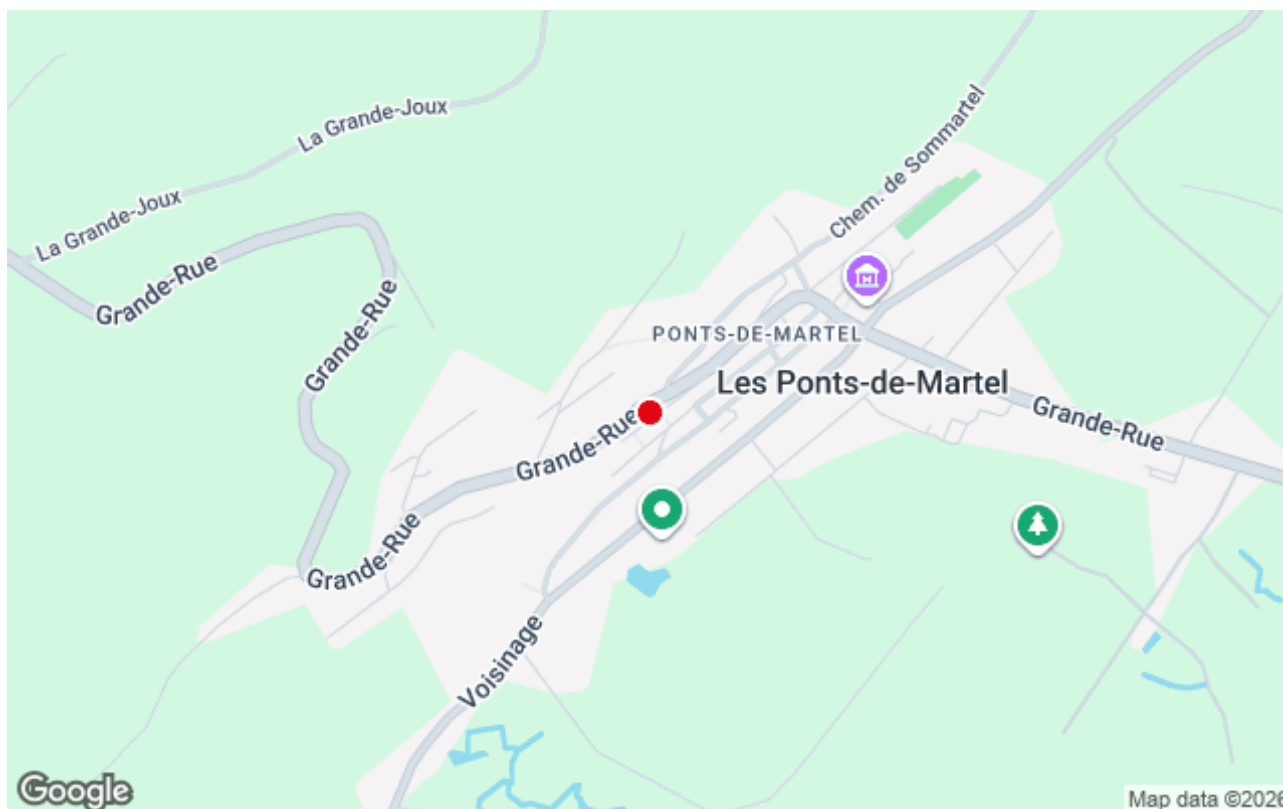 La Grande-Joux
La Grande-Joux
Chem. de Sommartel
Grande-Rue
Grande-Rue
PONTS-DE-MARTEL
Les Ponts-de-Martel
Grande-Rue
Grande-Rue
Grande-Rue
Voisinage
Google
Map data ©2026